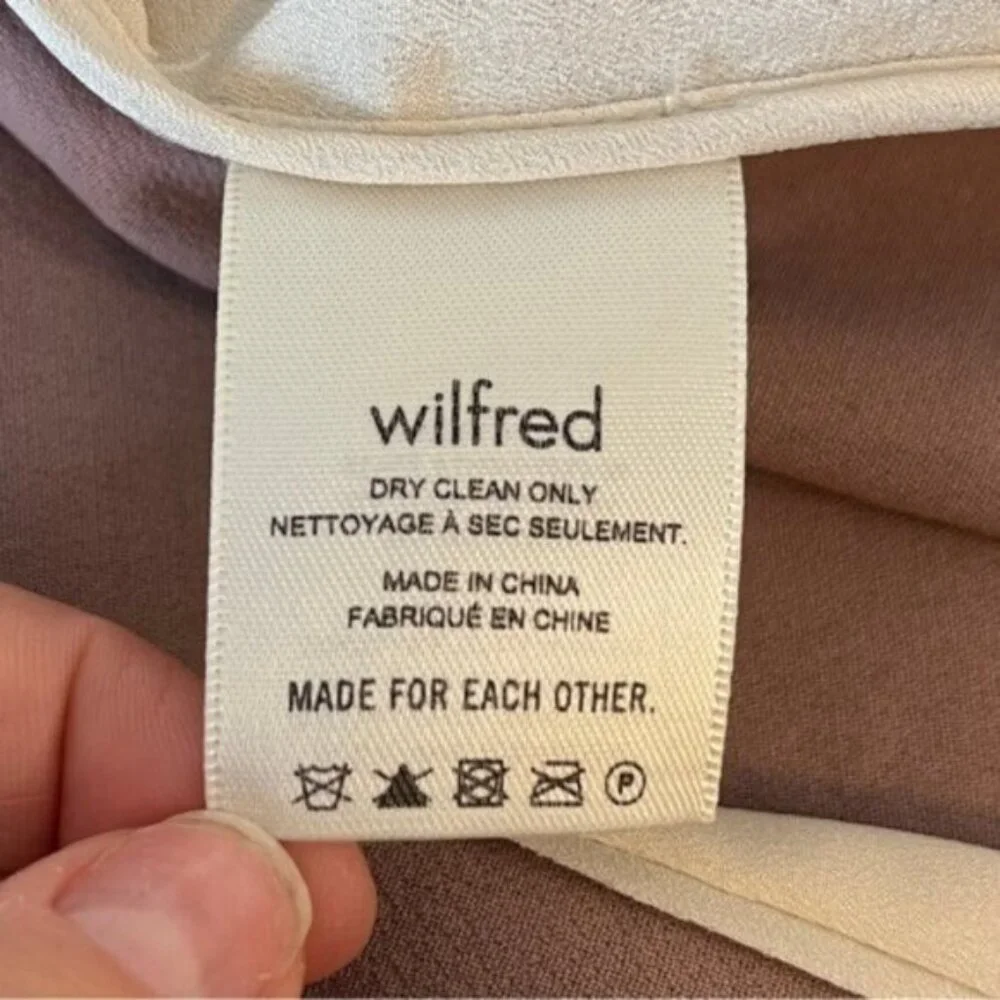 wilfred
DRY CLEAN ONLY
NETTOYAGE À SEC SEULEMENT.
MADE IN CHINA
FABRIQUÉ EN CHINE
MADE FOR EACH OTHER.
P